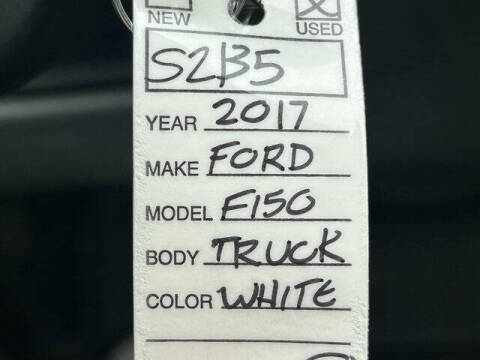 NEW USED
S2B5
YEAR 2017
MAKE FORD
MODEL F150
BODY TRUCK
COLOR WHITE